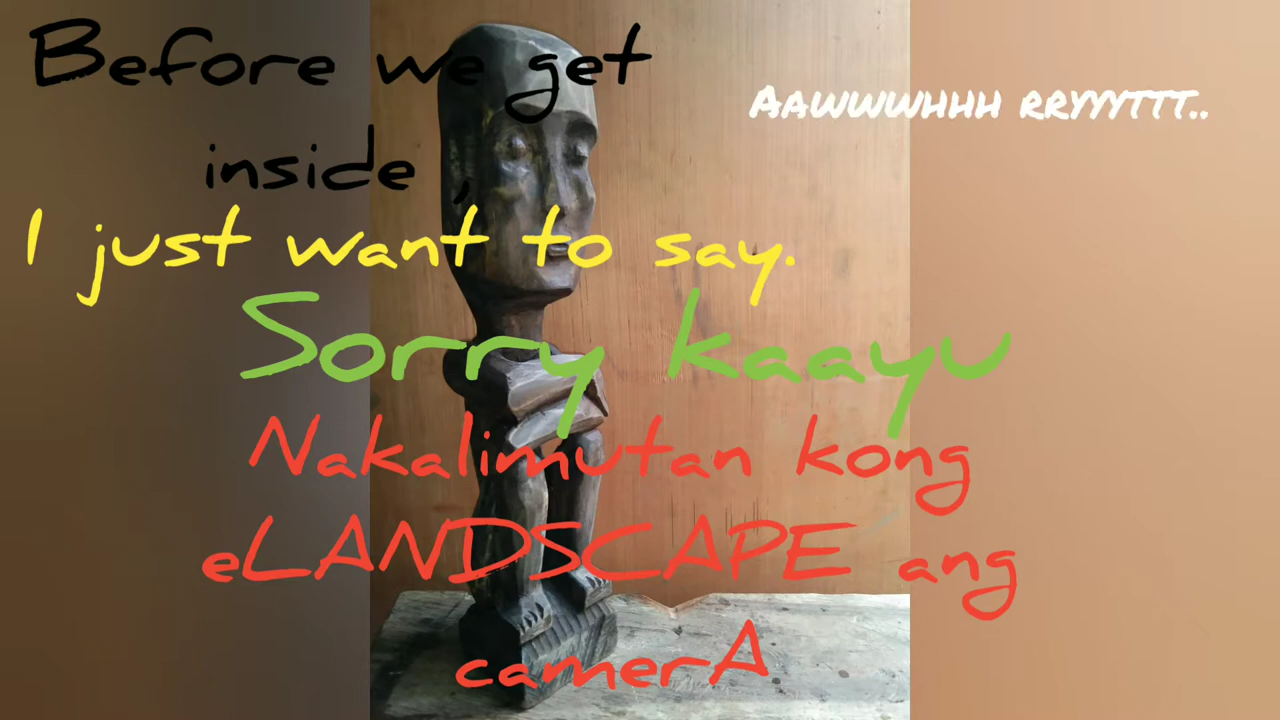 Before we get
inside ,
AAWWWHHH RRYYYTTT..
I just want to say.
Sorry kaayu
Nakalimutan kong
eLANDSCAPE ang
camerA